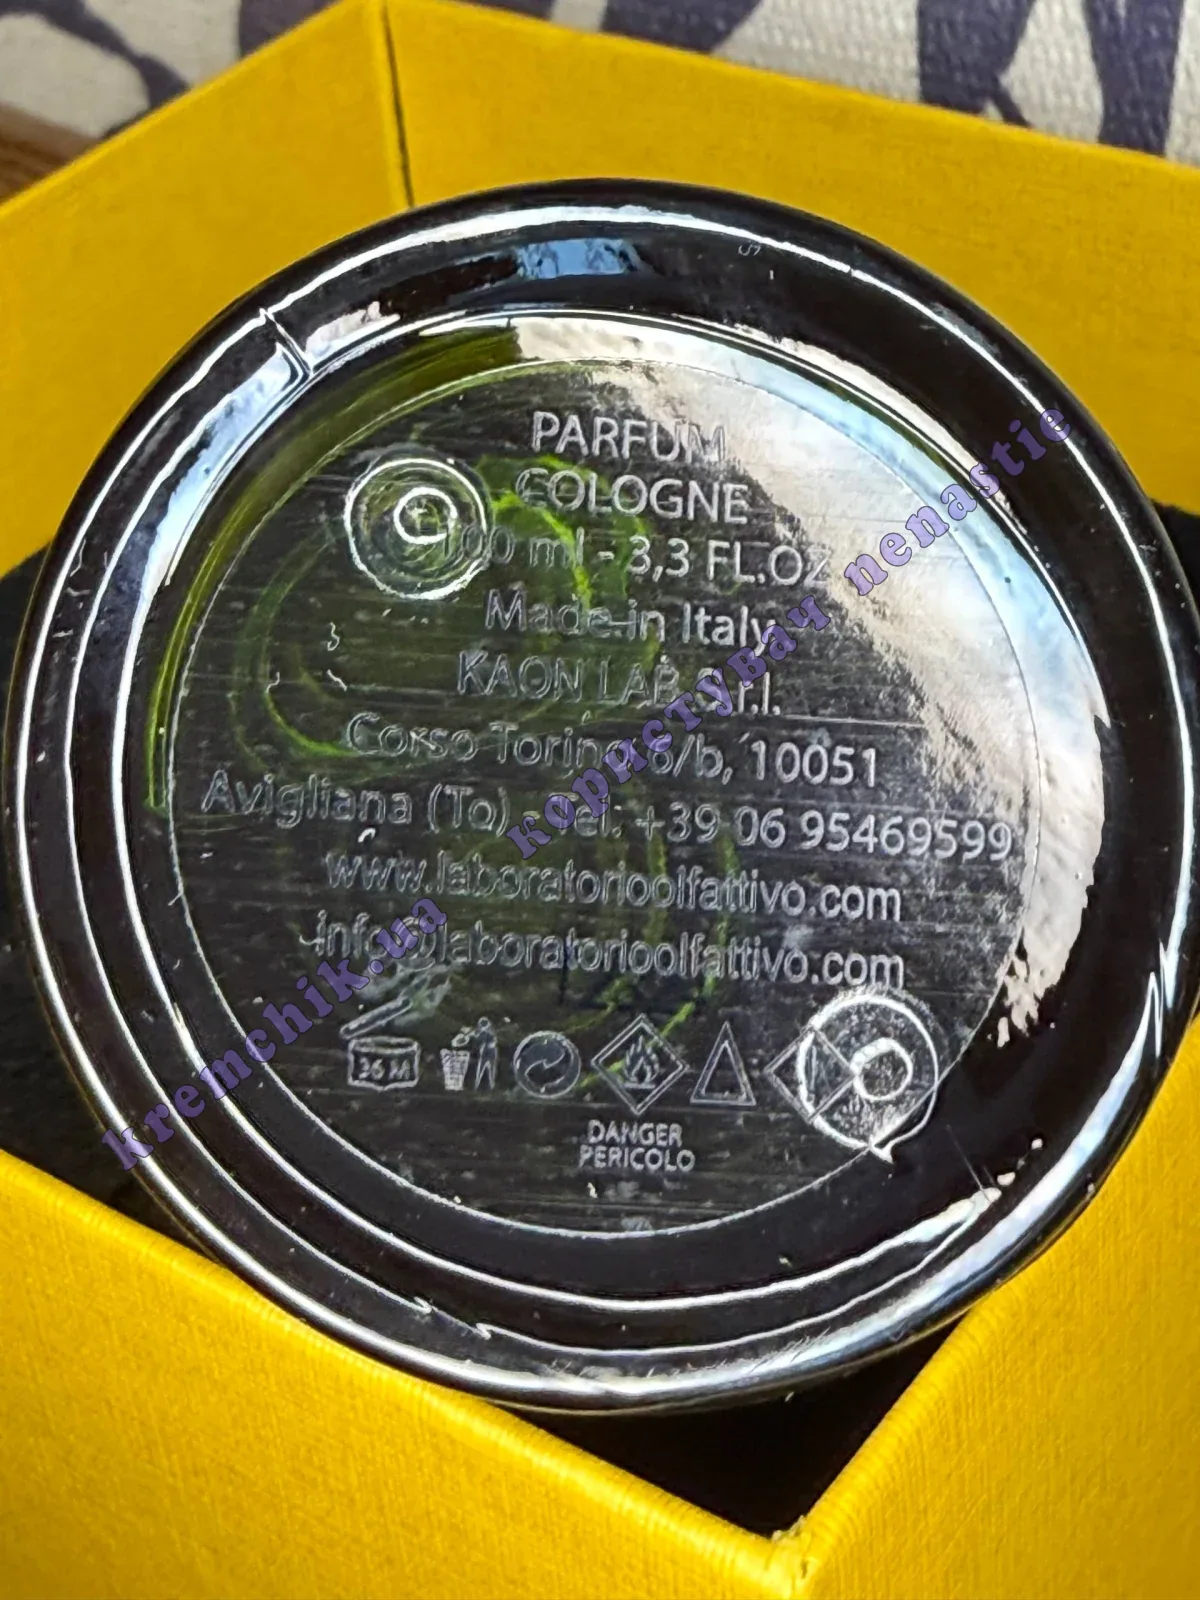 PARFUM
COLOGNE
100 ml - 3,3 FL.OZ
Made in Italy
KAON LAB S.r.l.
Corso Torino 6/b, 10051
Avigliana (To) - Tel. +39 06 95469599
www.laboratorioolfattivo.com
info@laboratorioolfattivo.com
36 M
DANGER
PERICOLO
kremchik.ua користувач nenastie